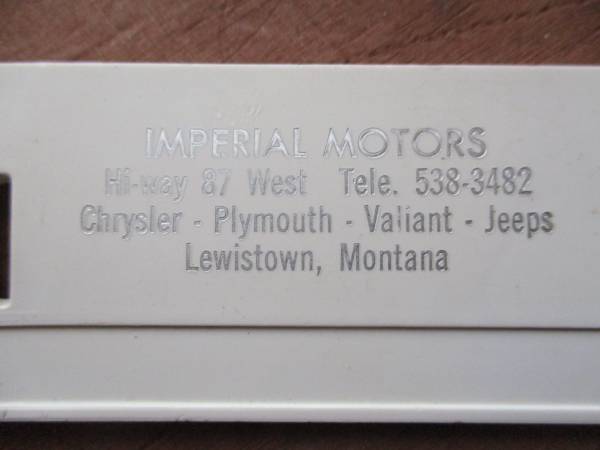 IMPERIAL MOTORS
Hi-way 87 West Tele. 538-3482
Chrysler - Plymouth - Valiant - Jeeps
Lewistown, Montana